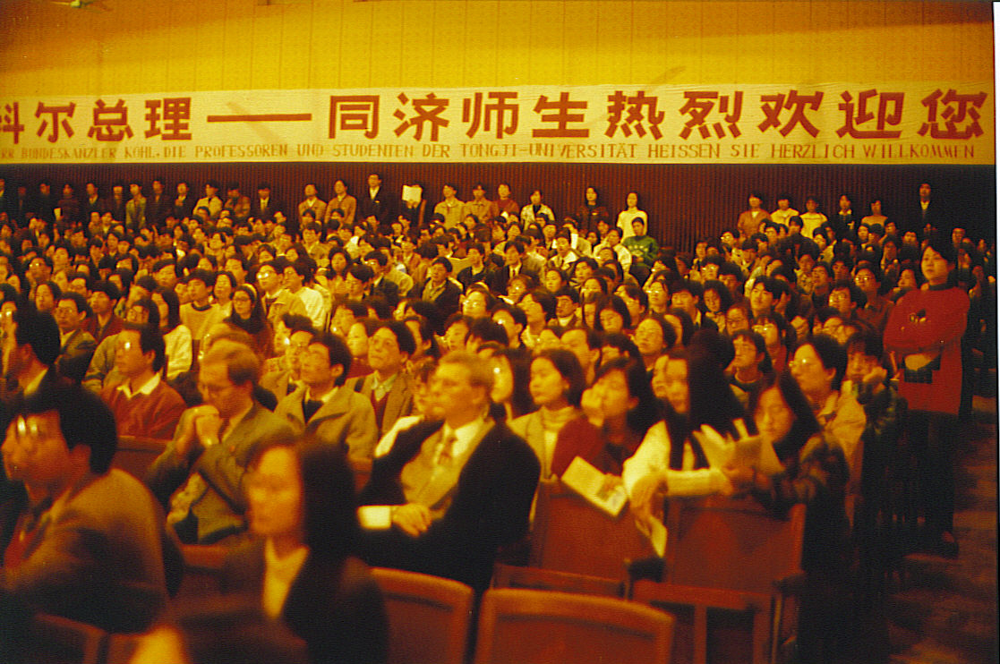 科尔总理——同济师生热烈欢迎您
RR BUNDESKANZLER KOHL, DIE PROFESSOREN UND STUDENTEN DER TONGJI-UNIVERSITÄT HEISSEN SIE HERZLICH WILLKOMMEN